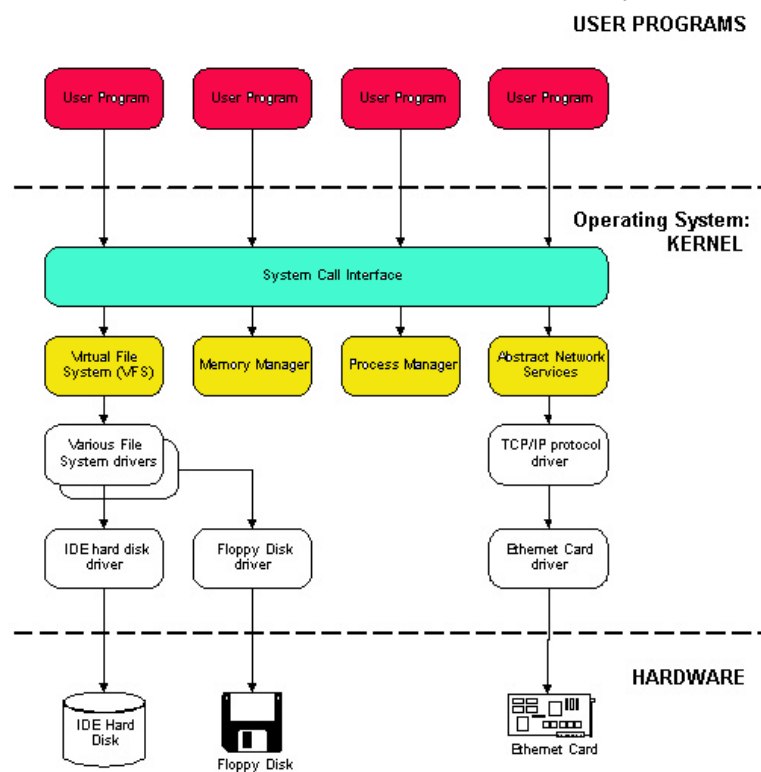 USER PROGRAMS
User Program
User Program
User Program
User Program
Operating System:
KERNEL
System Call Interface
Virtual File
System (VFS)
Memory Manager
Process Manager
Abstract Network
Services
Various File
System drivers
TCP/IP protocol
driver
IDE hard disk
driver
Floppy Disk
driver
Ethernet Card
driver
HARDWARE
IDE Hard
Disk
Floppy Disk
Ethernet Card